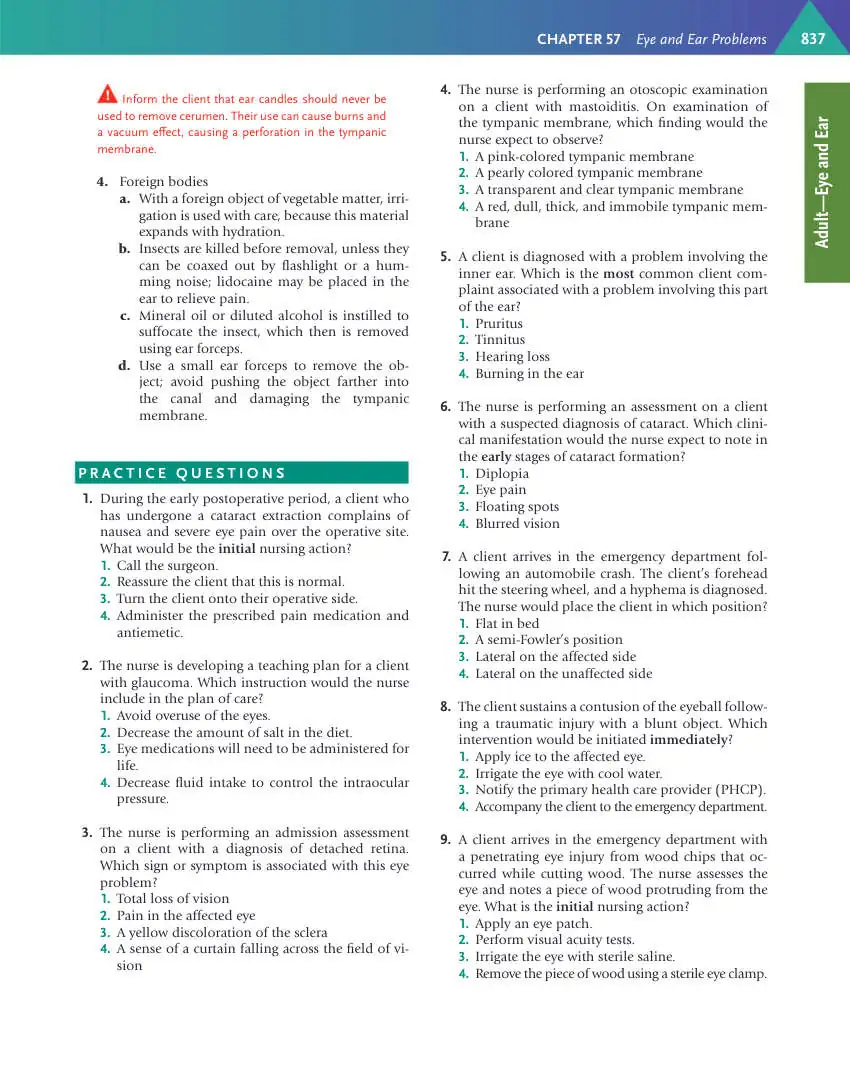 CHAPTER 57 Eye and Ear Problems 837
Inform the client that ear candles should never be
used to remove cerumen. Their use can cause burns and
a vacuum effect, causing a perforation in the tympanic
membrane.
4. Foreign bodies
a. With a foreign object of vegetable matter, irri-
gation is used with care, because this material
expands with hydration.
b. Insects are killed before removal, unless they
can be coaxed out by flashlight or a hum-
ming noise; lidocaine may be placed in the
ear to relieve pain.
c. Mineral oil or diluted alcohol is instilled to
suffocate the insect, which then is removed
using ear forceps.
d. Use a small ear forceps to remove the ob-
ject; avoid pushing the object farther into
the canal and damaging the tympanic
membrane.
PRACTICE QUESTIONS
1. During the early postoperative period, a client who
has undergone a cataract extraction complains of
nausea and severe eye pain over the operative site.
What would be the initial nursing action?
1. Call the surgeon.
2. Reassure the client that this is normal.
3. Turn the client onto their operative side.
4. Administer the prescribed pain medication and
antiemetic.
2. The nurse is developing a teaching plan for a client
with glaucoma. Which instruction would the nurse
include in the plan of care?
1. Avoid overuse of the eyes.
2. Decrease the amount of salt in the diet.
3. Eye medications will need to be administered for
life.
4. Decrease fluid intake to control the intraocular
pressure.
3. The nurse is performing an admission assessment
on a client with a diagnosis of detached retina.
Which sign or symptom is associated with this eye
problem?
1. Total loss of vision
2. Pain in the affected eye
3. A yellow discoloration of the sclera
4. A sense of a curtain falling across the field of vi-
sion
4. The nurse is performing an otoscopic examination
on a client with mastoiditis. On examination of
the tympanic membrane, which finding would the
nurse expect to observe?
1. A pink-colored tympanic membrane
2. A pearly colored tympanic membrane
3. A transparent and clear tympanic membrane
4. A red, dull, thick, and immobile tympanic mem-
brane
5. A client is diagnosed with a problem involving the
inner ear. Which is the most common client com-
plaint associated with a problem involving this part
of the ear?
1. Pruritus
2. Tinnitus
3. Hearing loss
4. Burning in the ear
6. The nurse is performing an assessment on a client
with a suspected diagnosis of cataract. Which clini-
cal manifestation would the nurse expect to note in
the early stages of cataract formation?
1. Diplopia
2. Eye pain
3. Floating spots
4. Blurred vision
7. A client arrives in the emergency department fol-
lowing an automobile crash. The client's forehead
hit the steering wheel, and a hyphema is diagnosed.
The nurse would place the client in which position?
1. Flat in bed
2. A semi-Fowler's position
3. Lateral on the affected side
4. Lateral on the unaffected side
8. The client sustains a contusion of the eyeball follow-
ing a traumatic injury with a blunt object. Which
intervention would be initiated immediately?
1. Apply ice to the affected eye.
2. Irrigate the eye with cool water.
3. Notify the primary health care provider (PHCP).
4. Accompany the client to the emergency department.
9. A client arrives in the emergency department with
a penetrating eye injury from wood chips that oc-
curred while cutting wood. The nurse assesses the
eye and notes a piece of wood protruding from the
eye. What is the initial nursing action?
1. Apply an eye patch.
2. Perform visual acuity tests.
3. Irrigate the eye with sterile saline.
4. Remove the piece of wood using a sterile eye clamp.
Adult—Eye and Ear